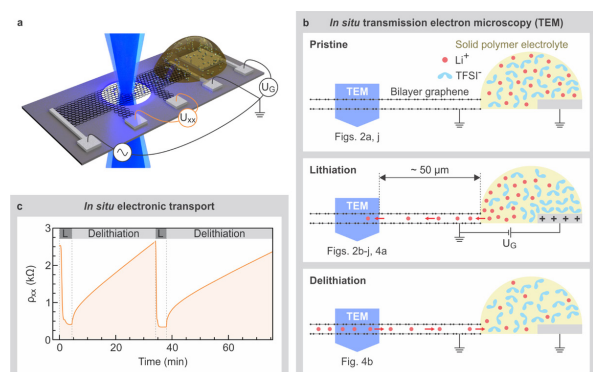 a
U_G
U_xx
b
In situ transmission electron microscopy (TEM)
Pristine
Solid polymer electrolyte
Li⁺
TFSI⁻
TEM
Bilayer graphene
Figs. 2a, j
Lithiation
~ 50 µm
TEM
+ + + +
Figs. 2b-j, 4a
U_G
Delithiation
TEM
Fig. 4b
c
In situ electronic transport
L Delithiation L Delithiation
ρxx (kΩ)
3
2
1
0
0 20 40 60
Time (min)